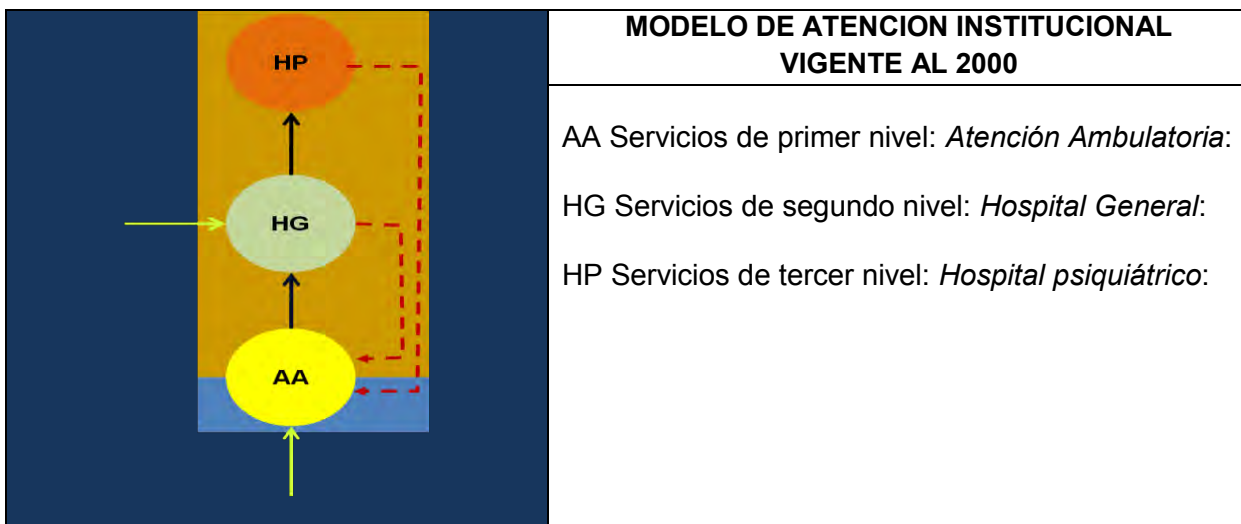 HP
HG
AA
MODELO DE ATENCION INSTITUCIONAL
VIGENTE AL 2000
AA Servicios de primer nivel: Atención Ambulatoria:
HG Servicios de segundo nivel: Hospital General:
HP Servicios de tercer nivel: Hospital psiquiátrico: